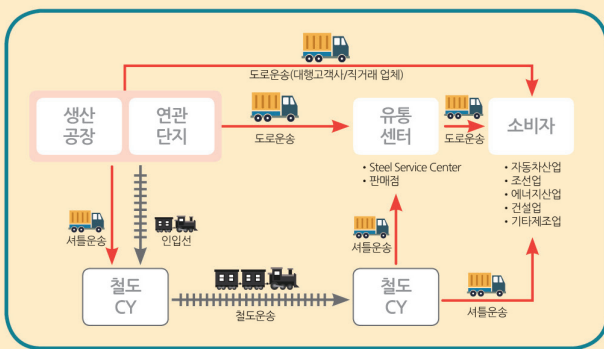 도로운송(대행고객사/직거래 업체)
생산
공장
연관
단지
도로운송
유통
센터
도로운송
소비자
• Steel Service Center
• 판매점
• 자동차산업
• 조선업
• 에너지산업
• 건설업
• 기타제조업
셔틀운송
인입선
셔틀운송
철도
CY
철도운송
철도
CY
셔틀운송